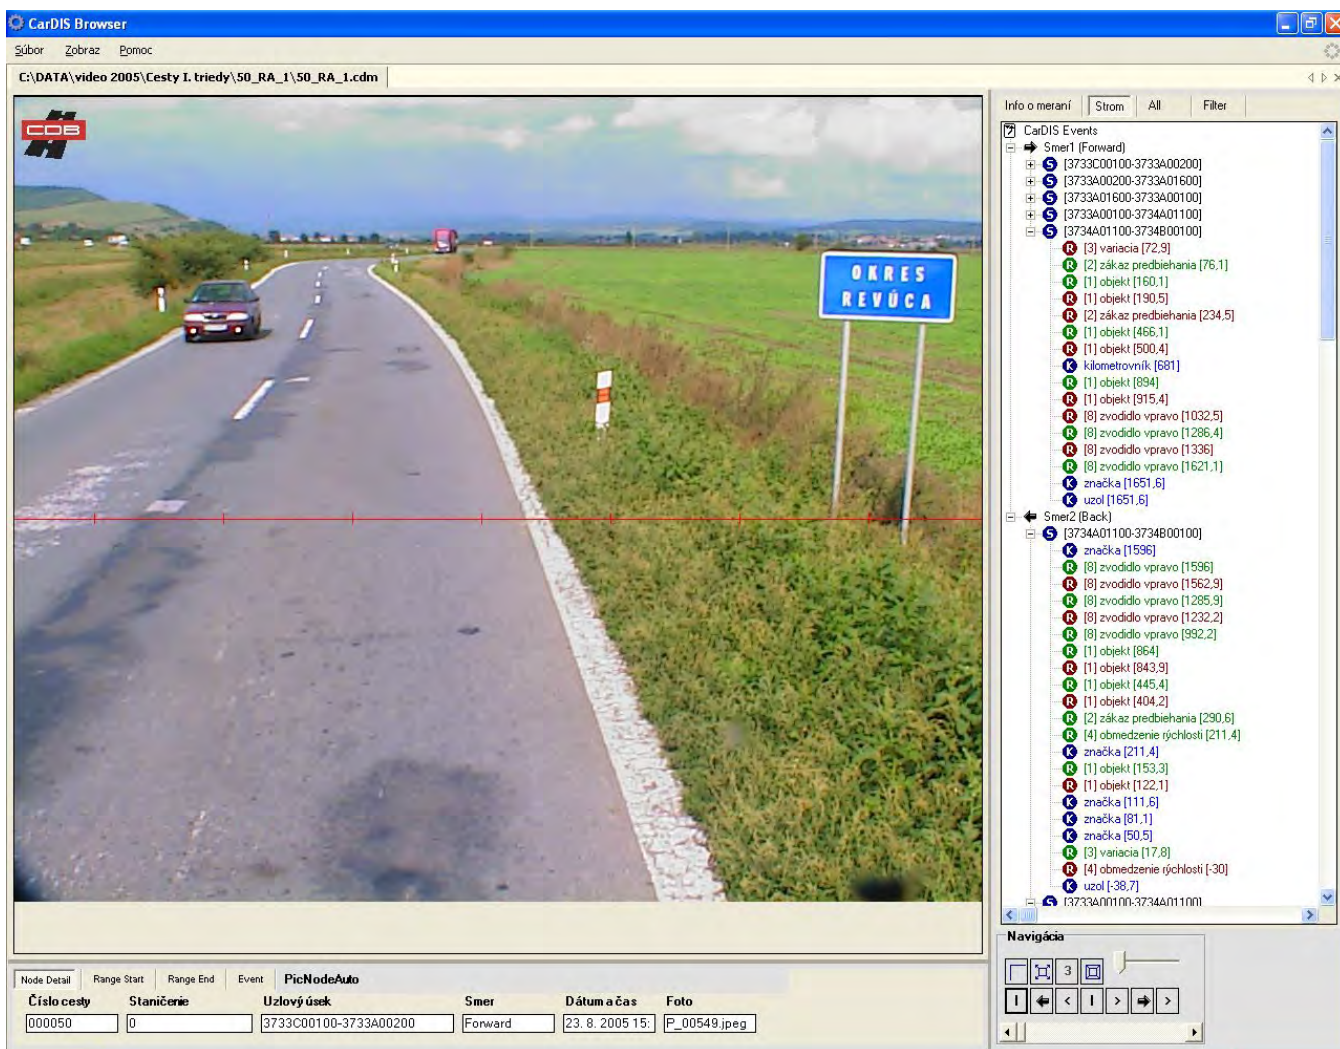 CarDIS Browser
Súbor Zobraz Pomoc
C:\DATA\video 2005\Cesty I. triedy\50_RA_1\50_RA_1.cdm
CDB
OKRES
REVÚCA
Info o meraní Strom All Filter
CarDIS Events
Smer1 (Forward)
[3733C00100-3733A00200]
[3733A00200-3733A01600]
[3733A01600-3733A00100]
[3733A00100-3734A01100]
[3734A01100-3734B00100]
R [3] variacia [72,9]
R [2] zákaz predbiehania [76,1]
R [1] objekt [160,1]
R [1] objekt [190,5]
R [2] zákaz predbiehania [234,5]
R [1] objekt [466,1]
R [1] objekt [500,4]
K kilometrovník [681]
R [1] objekt [894]
R [1] objekt [915,4]
R [8] zvodidlo vpravo [1032,5]
R [8] zvodidlo vpravo [1286,4]
R [8] zvodidlo vpravo [1336]
R [8] zvodidlo vpravo [1621,1]
K značka [1651,6]
K uzol [1651,6]
Smer2 (Back)
S [3734A01100-3734B00100]
K značka [1596]
R [8] zvodidlo vpravo [1596]
R [8] zvodidlo vpravo [1562,9]
R [8] zvodidlo vpravo [1285,9]
R [8] zvodidlo vpravo [1232,2]
R [8] zvodidlo vpravo [992,2]
R [1] objekt [864]
R [1] objekt [843,9]
R [1] objekt [445,4]
R [1] objekt [404,2]
R [2] zákaz predbiehania [290,6]
R [4] obmedzenie rýchlosti [211,4]
K značka [211,4]
R [1] objekt [153,3]
R [1] objekt [122,1]
K značka [111,6]
K značka [81,1]
K značka [50,5]
R [3] variacia [17,8]
R [4] obmedzenie rýchlosti [-30]
K uzol [-38,7]
S [3733A00100-3734A01100]
Navigácia
3
Node Detail Range Start Range End Event PicNodeAuto
Číslo cesty Staničenie Uzlový úsek Smer Dátum a čas Foto
000050 0 3733C00100-3733A00200 Forward 23. 8. 2005 15: P_00549.jpeg